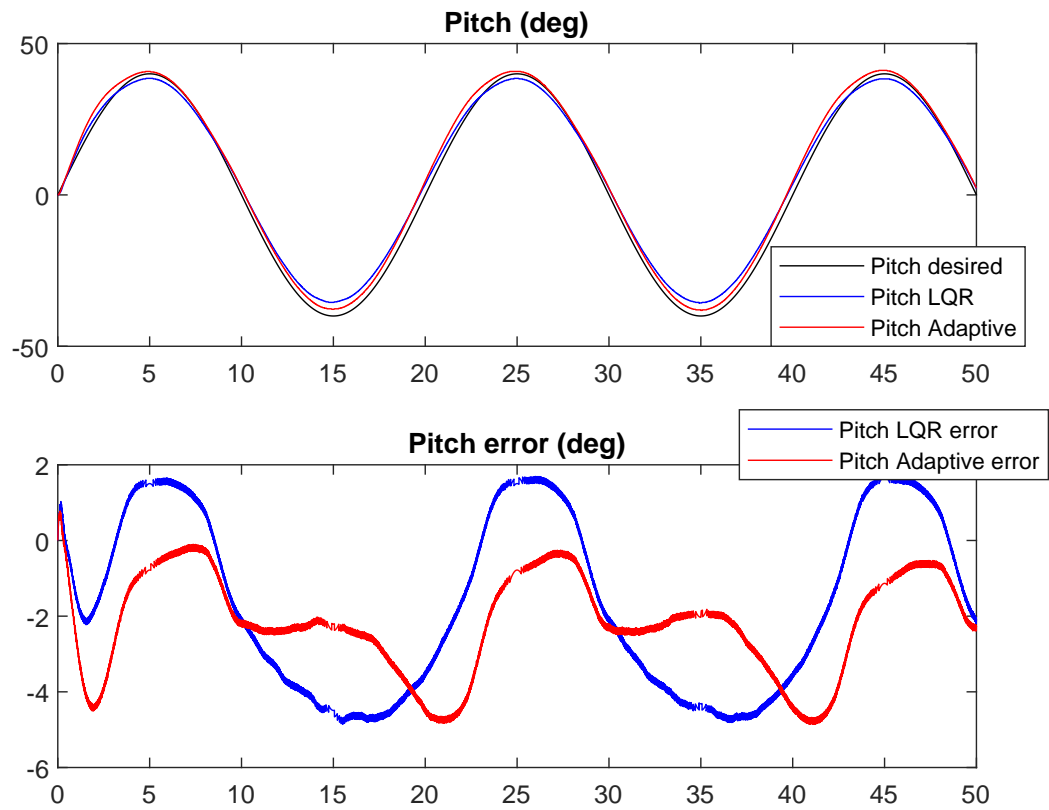 Pitch (deg)
50
0
-50
Pitch desired
Pitch LQR
Pitch Adaptive
0 5 10 15 20 25 30 35 40 45 50
Pitch LQR error
Pitch Adaptive error
Pitch error (deg)
2
0
-2
-4
-6
0 5 10 15 20 25 30 35 40 45 50